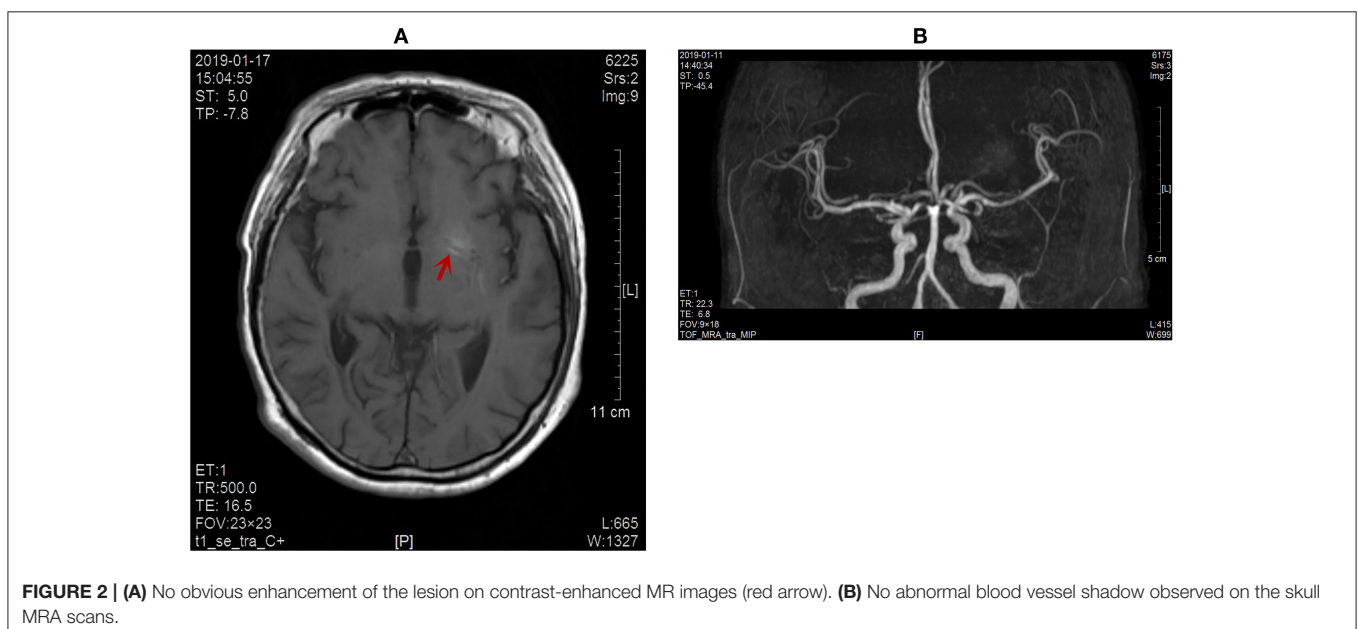 A
2019-01-17
15:04:55
ST: 5.0
TP: -7.8
6225
Srs:2
Img:9
[L]
11 cm
ET:1
TR:500.0
TE: 16.5
FOV:23×23
t1_se_tra_C+
[P]
L:665
W:1327
B
2019-01-11
14:40:34
ST: 0.5
TP:-45.4
6175
Srs:3
Img:2
[L]
5 cm
ET:1
TR: 22.3
TE: 6.8
FOV:9×18
TOF_MRA_tra_MIP
[F]
L:415
W:699
FIGURE 2 | (A) No obvious enhancement of the lesion on contrast-enhanced MR images (red arrow). (B) No abnormal blood vessel shadow observed on the skull
MRA scans.